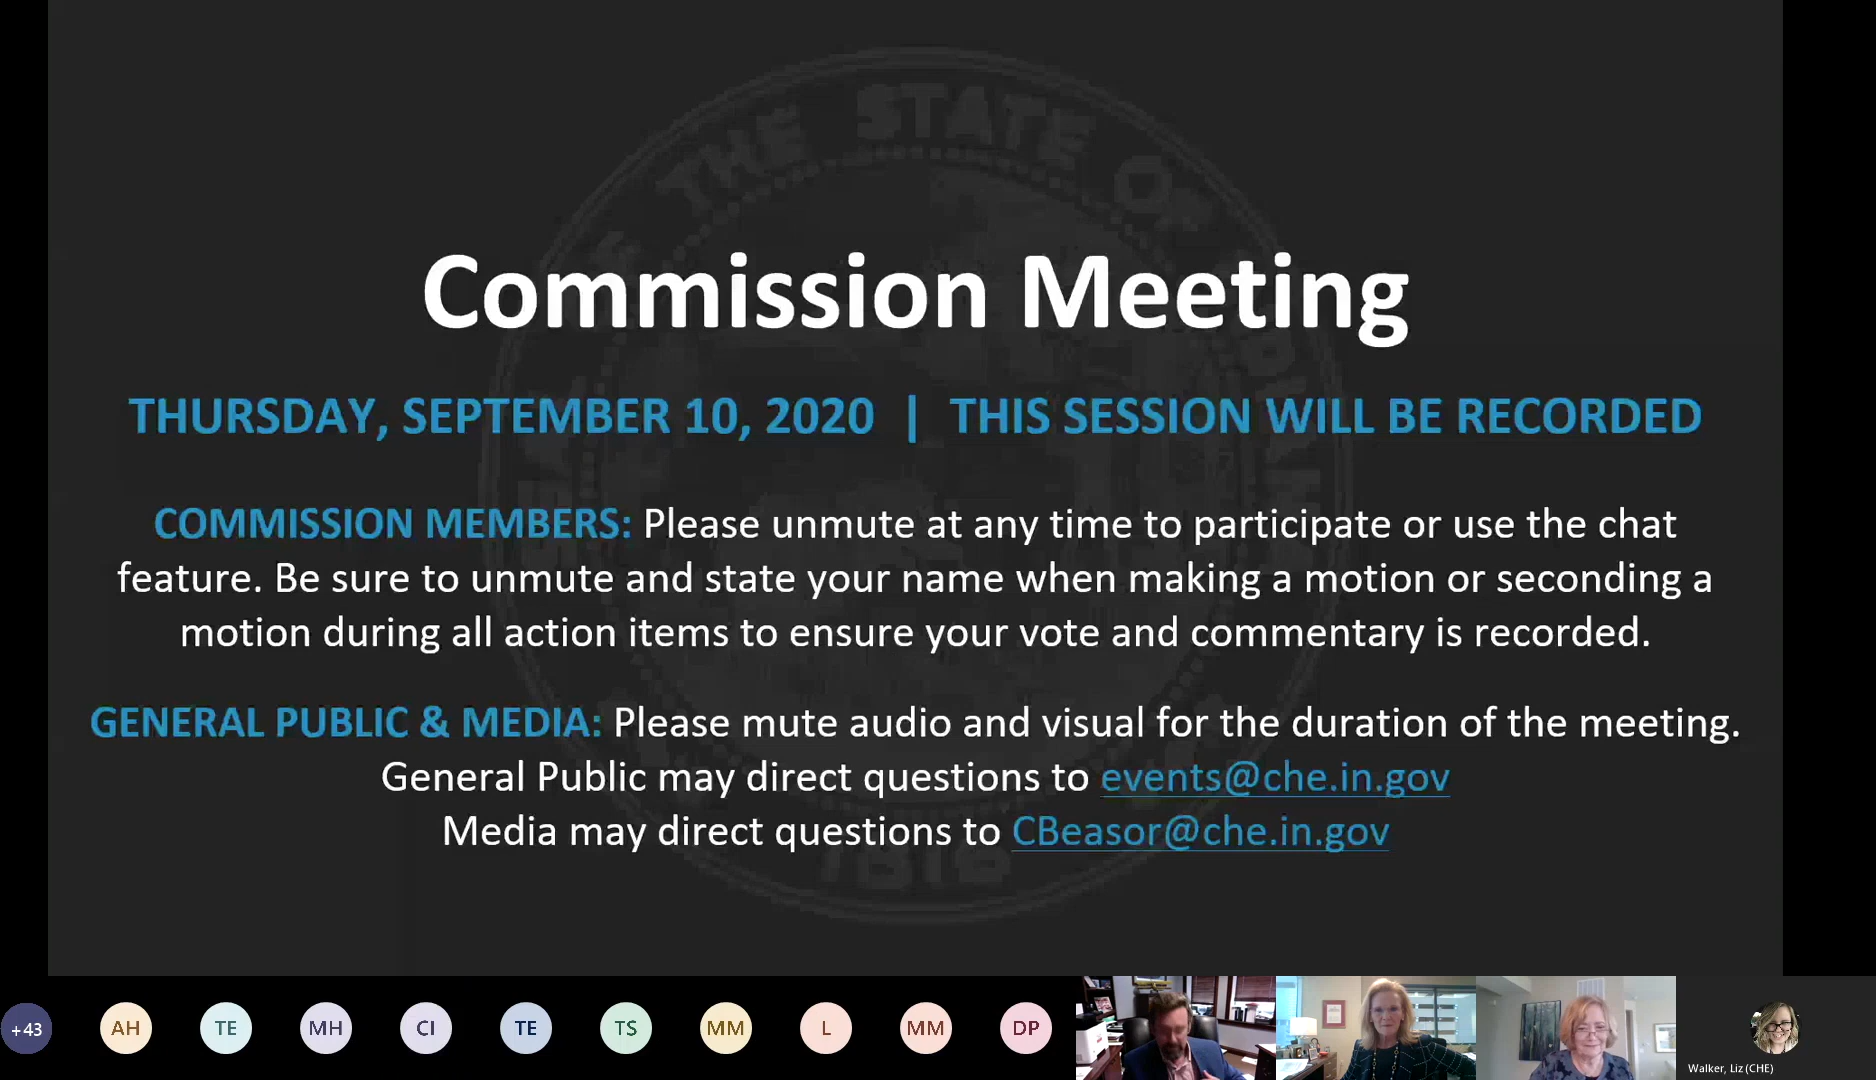 THE STATE OF
Commission Meeting
THURSDAY, SEPTEMBER 10, 2020 | THIS SESSION WILL BE RECORDED
COMMISSION MEMBERS: Please unmute at any time to participate or use the chat
feature. Be sure to unmute and state your name when making a motion or seconding a
motion during all action items to ensure your vote and commentary is recorded.
GENERAL PUBLIC & MEDIA: Please mute audio and visual for the duration of the meeting.
General Public may direct questions to events@che.in.gov
Media may direct questions to CBeasor@che.in.gov
1816
+43 AH TE MH CI TE TS MM L MM DP
Walker, Liz (CHE)